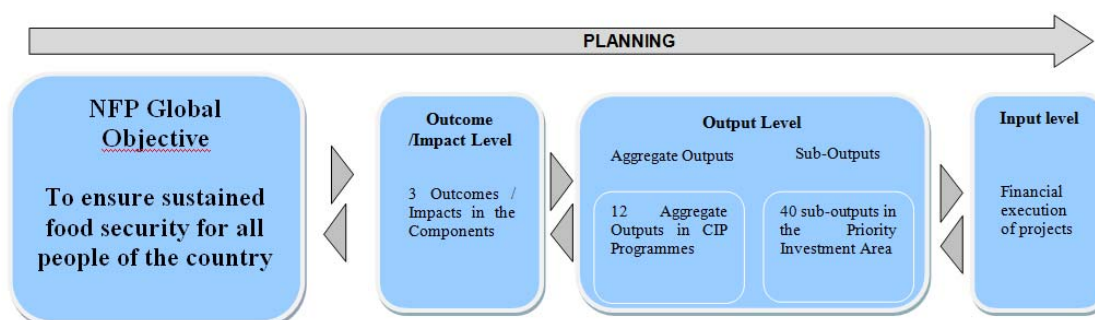 PLANNING
NFP Global
Objective
To ensure sustained
food security for all
people of the country
Outcome
/Impact Level
3 Outcomes /
Impacts in the
Components
Output Level
Aggregate Outputs
12 Aggregate
Outputs in CIP
Programmes
Sub-Outputs
40 sub-outputs in
the Priority
Investment Area
Input level
Financial
execution
of projects